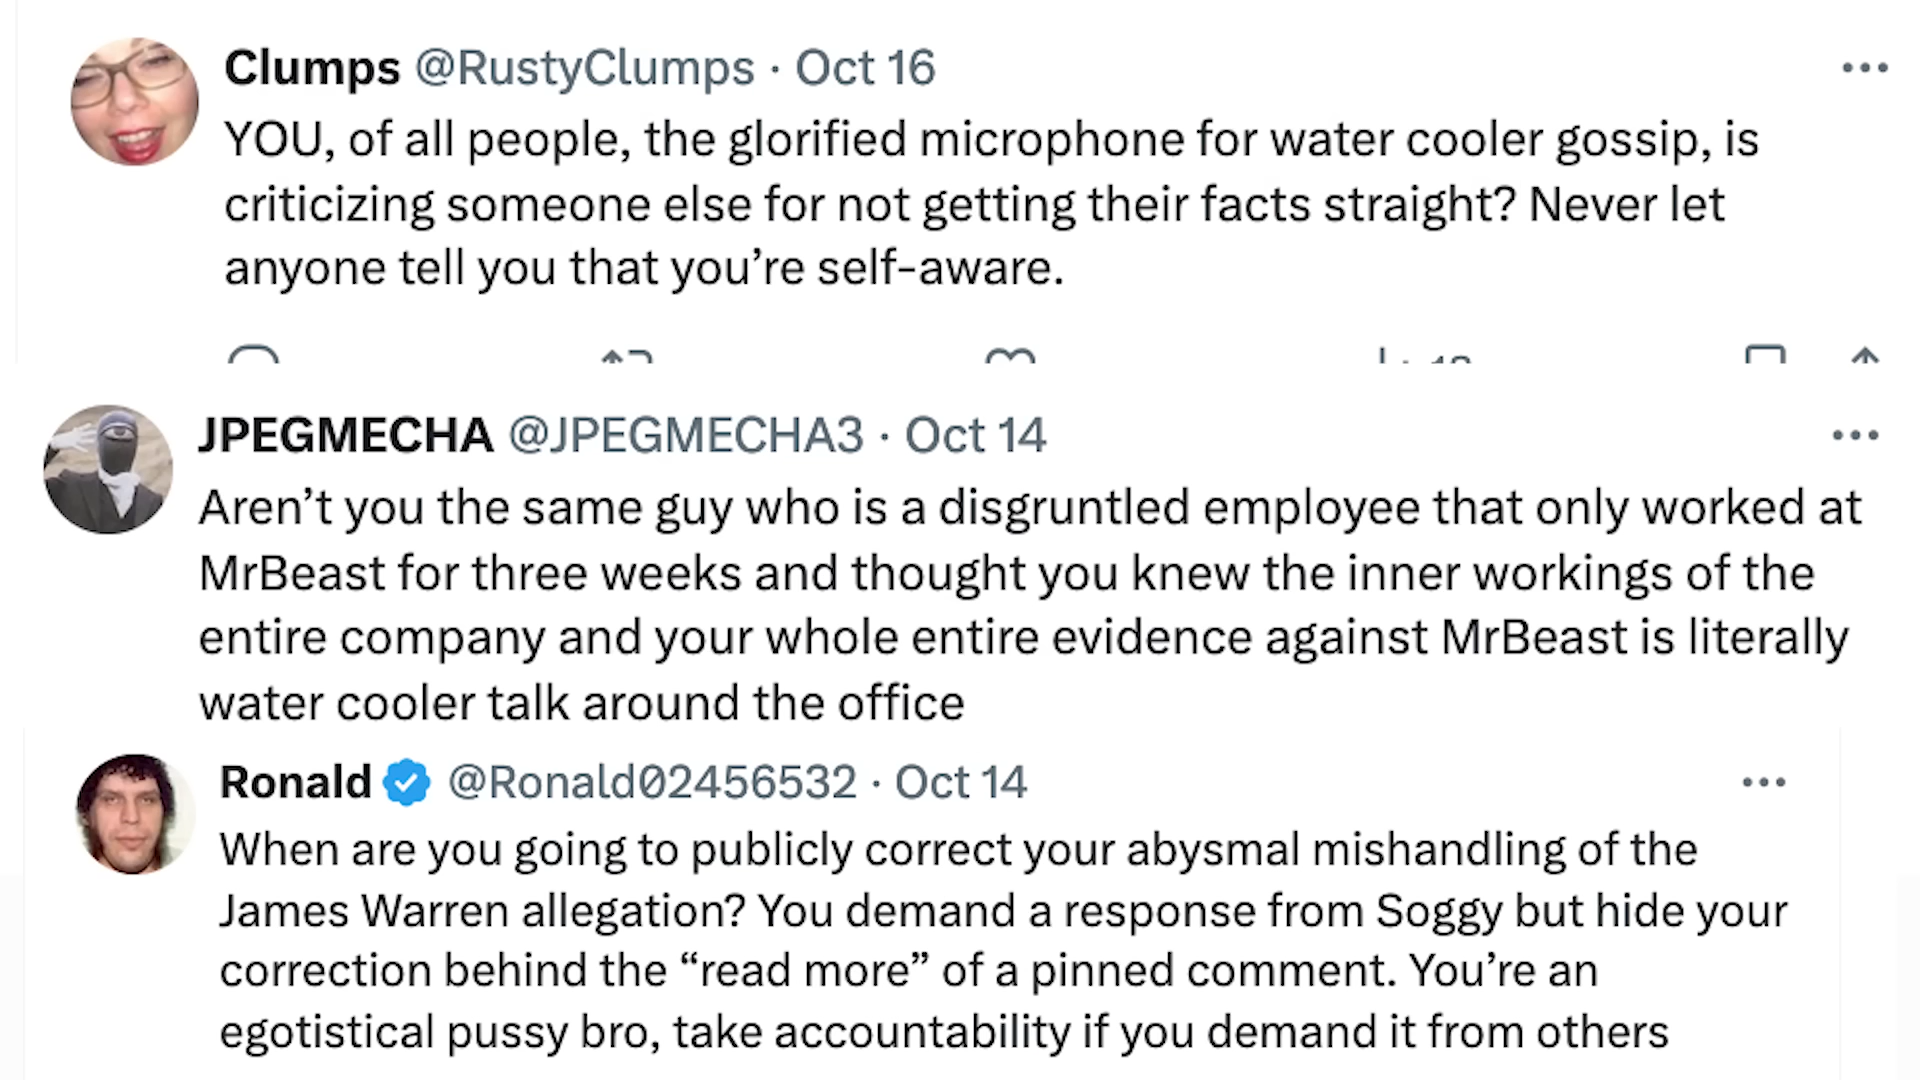 Clumps @RustyClumps · Oct 16
YOU, of all people, the glorified microphone for water cooler gossip, is
criticizing someone else for not getting their facts straight? Never let
anyone tell you that you’re self-aware.
JPEGMECHA @JPEGMECHA3 · Oct 14
Aren’t you the same guy who is a disgruntled employee that only worked at
MrBeast for three weeks and thought you knew the inner workings of the
entire company and your whole entire evidence against MrBeast is literally
water cooler talk around the office
Ronald @Ronald02456532 · Oct 14
When are you going to publicly correct your abysmal mishandling of the
James Warren allegation? You demand a response from Soggy but hide your
correction behind the “read more” of a pinned comment. You’re an
egotistical pussy bro, take accountability if you demand it from others